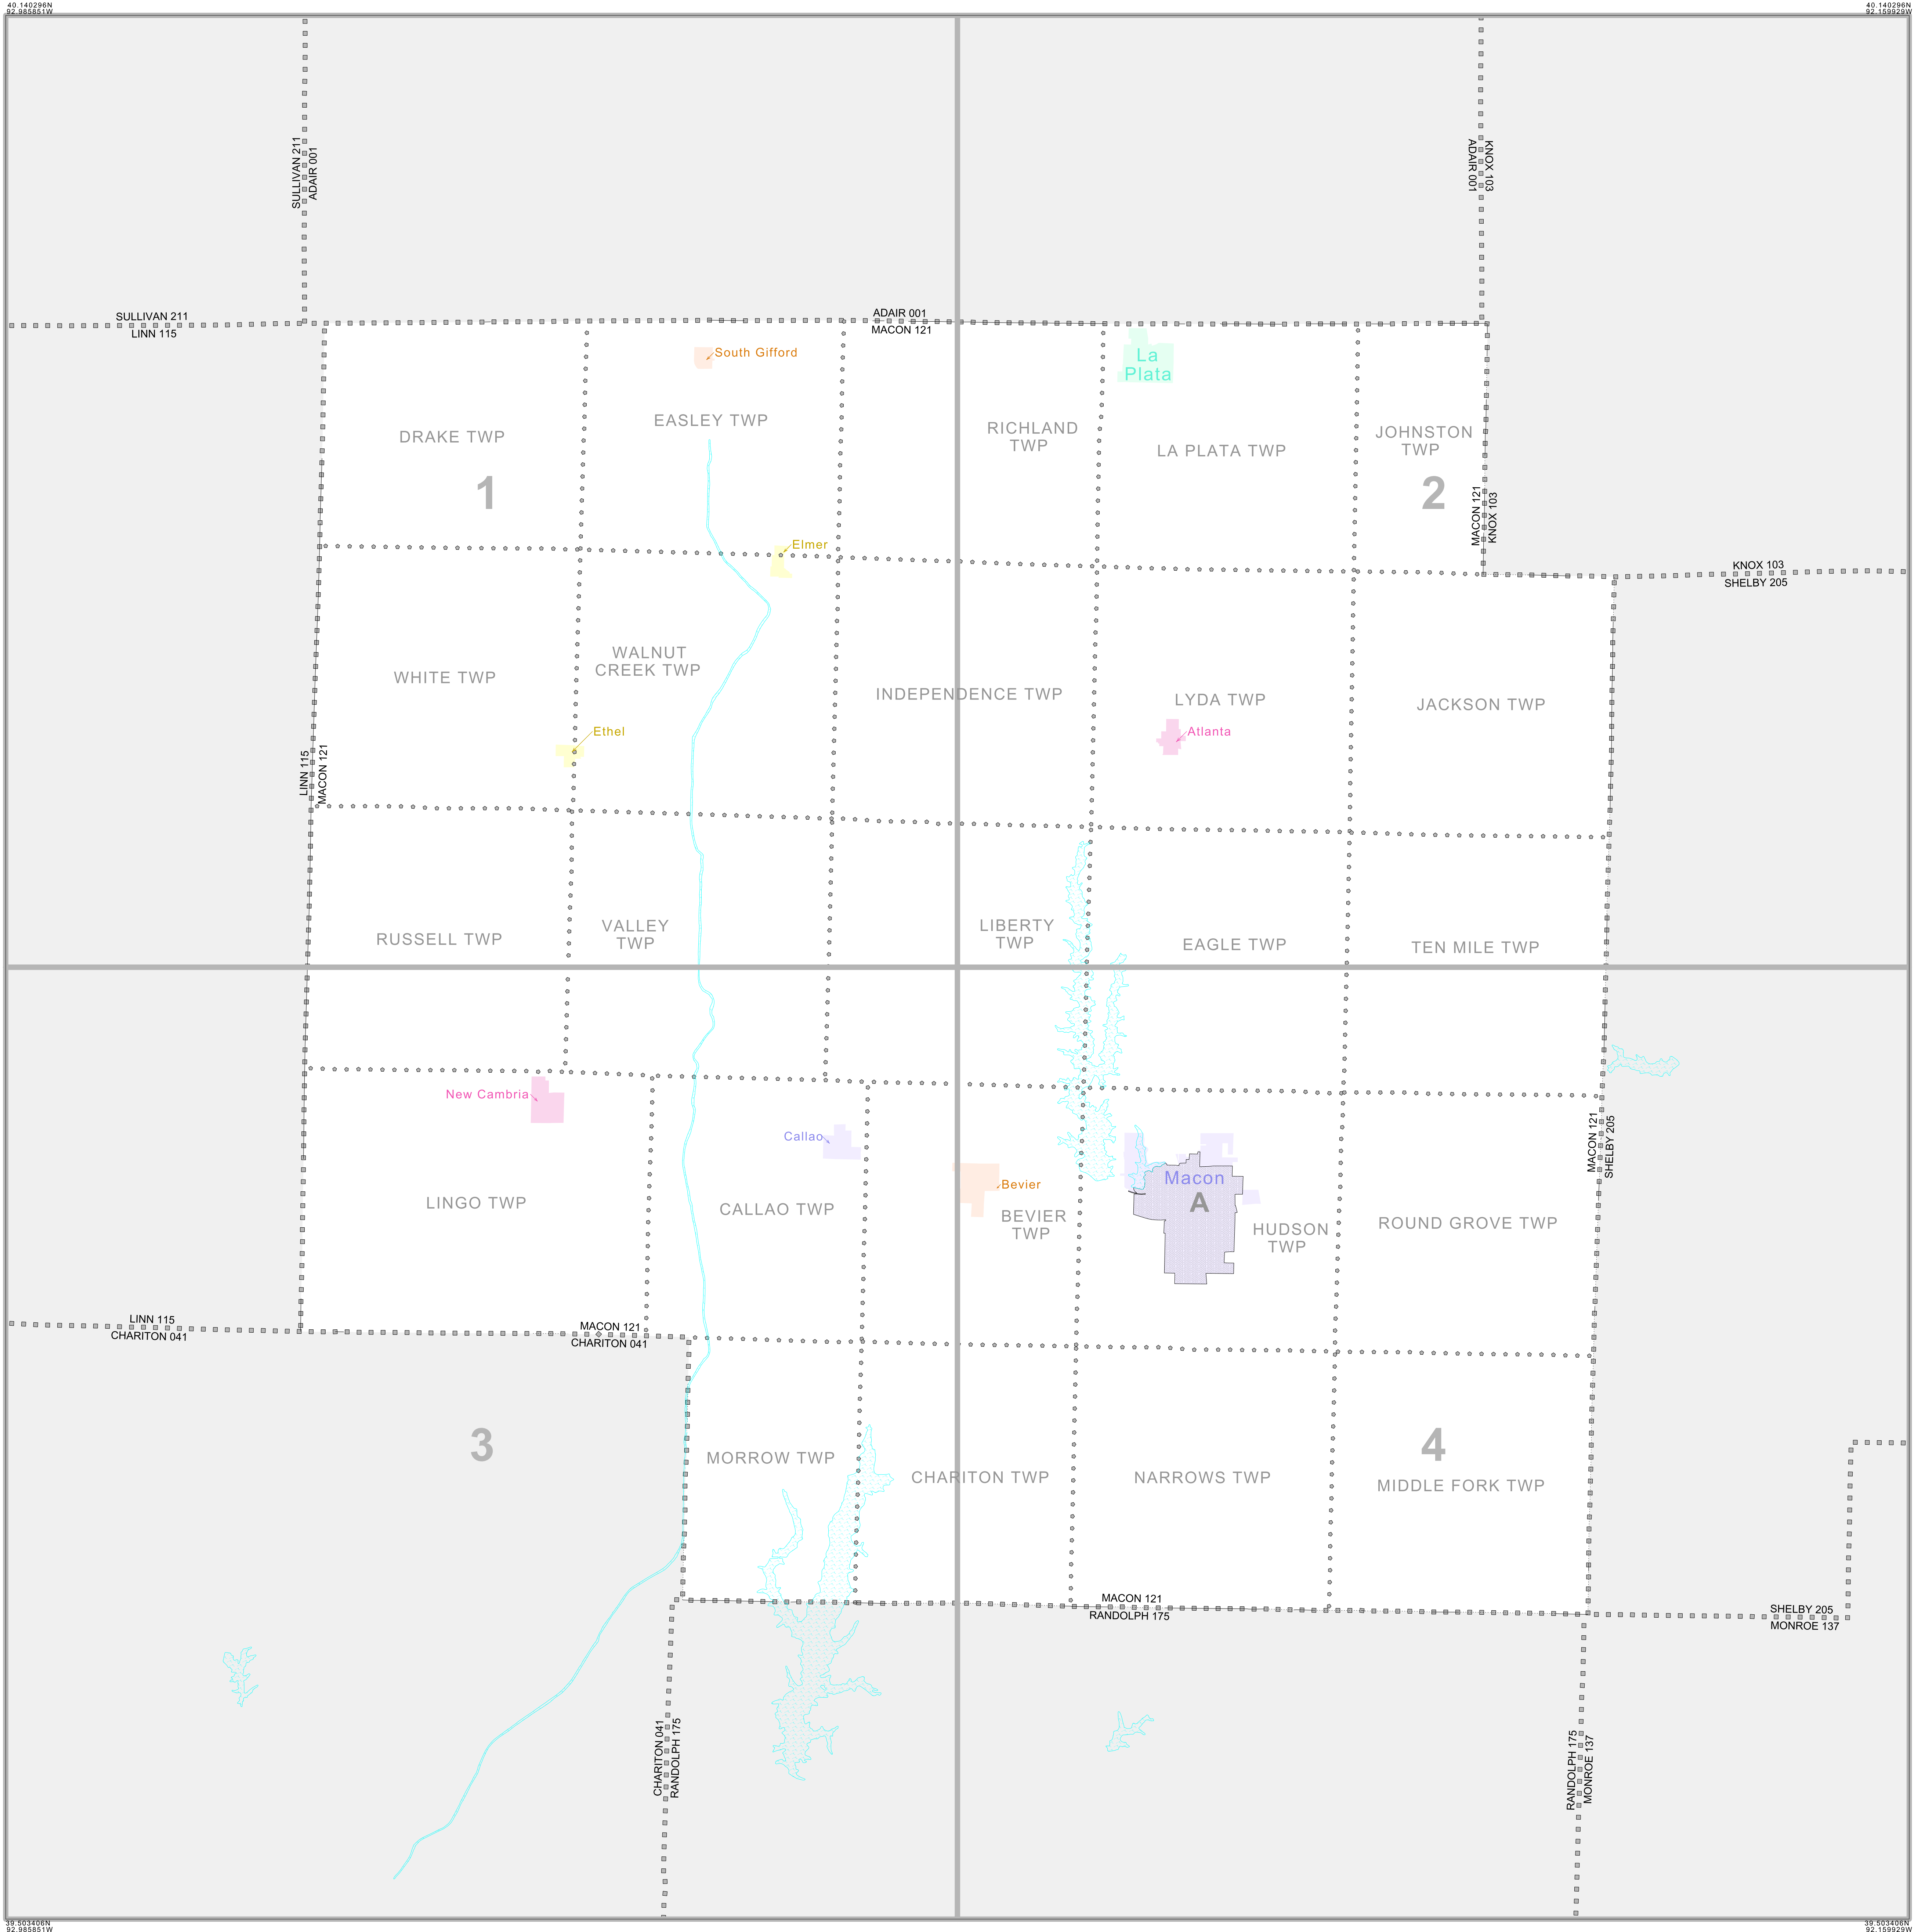 40.140296N
92.985851W
40.140296N
92.159929W
SULLIVAN 211
ADAIR 001
ADAIR 001
KNOX 103
SULLIVAN 211
LINN 115
ADAIR 001
MACON 121
South Gifford
La
Plata
EASLEY TWP
DRAKE TWP
RICHLAND
TWP
LA PLATA TWP
JOHNSTON
TWP
1
2
MACON 121
KNOX 103
Elmer
KNOX 103
SHELBY 205
WALNUT
CREEK TWP
WHITE TWP
INDEPENDENCE TWP
LYDA TWP
JACKSON TWP
Ethel
Atlanta
LINN 115
MACON 121
RUSSELL TWP
VALLEY
TWP
LIBERTY
TWP
EAGLE TWP
TEN MILE TWP
New Cambria
Callao
MACON 121
SHELBY 205
Macon
Bevier
A
LINGO TWP
CALLAO TWP
BEVIER
TWP
HUDSON
TWP
ROUND GROVE TWP
LINN 115
CHARITON 041
MACON 121
CHARITON 041
3
4
MORROW TWP
CHARITON TWP
NARROWS TWP
MIDDLE FORK TWP
MACON 121
RANDOLPH 175
SHELBY 205
MONROE 137
CHARITON 041
RANDOLPH 175
RANDOLPH 175
MONROE 137
39.503406N
92.985851W
39.503406N
92.159929W